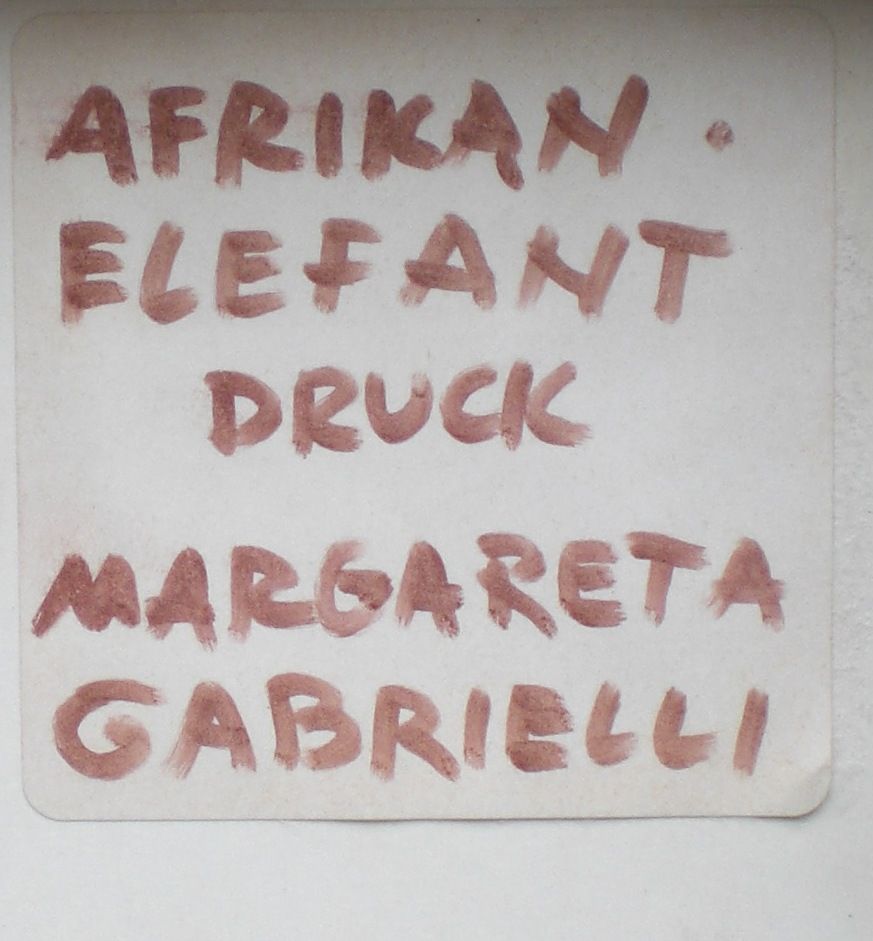 AFRIKAN.
ELEFANT
DRUCK
MARGARETA
GABRIELLI